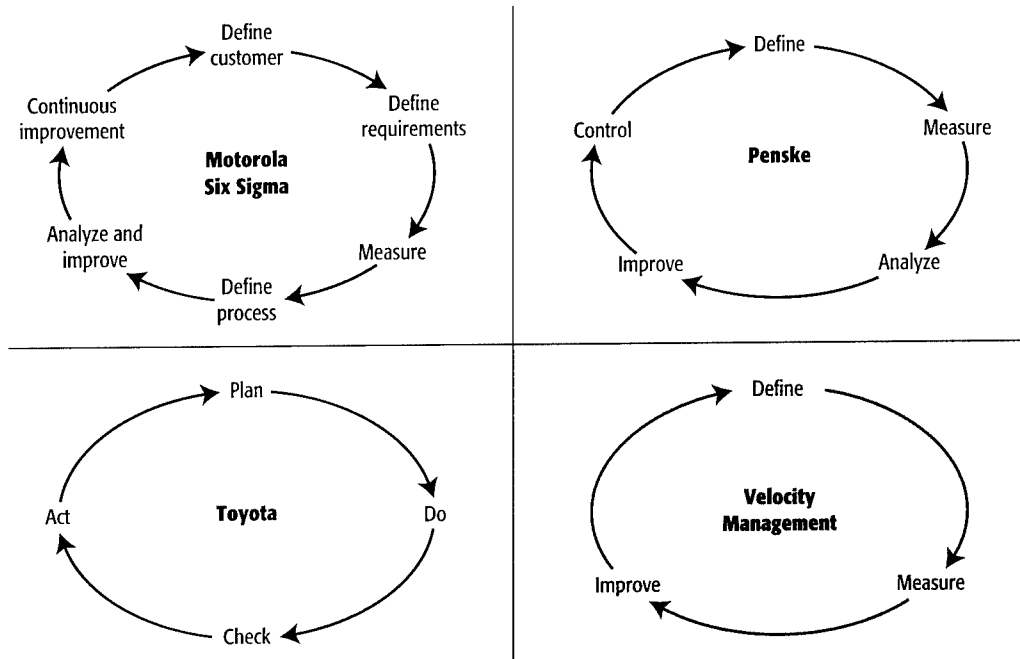 Define
customer
Define
requirements
Measure
Define
process
Analyze and
improve
Continuous
improvement
Motorola
Six Sigma
Define
Measure
Analyze
Improve
Control
Penske
Plan
Do
Check
Act
Toyota
Define
Measure
Improve
Velocity
Management